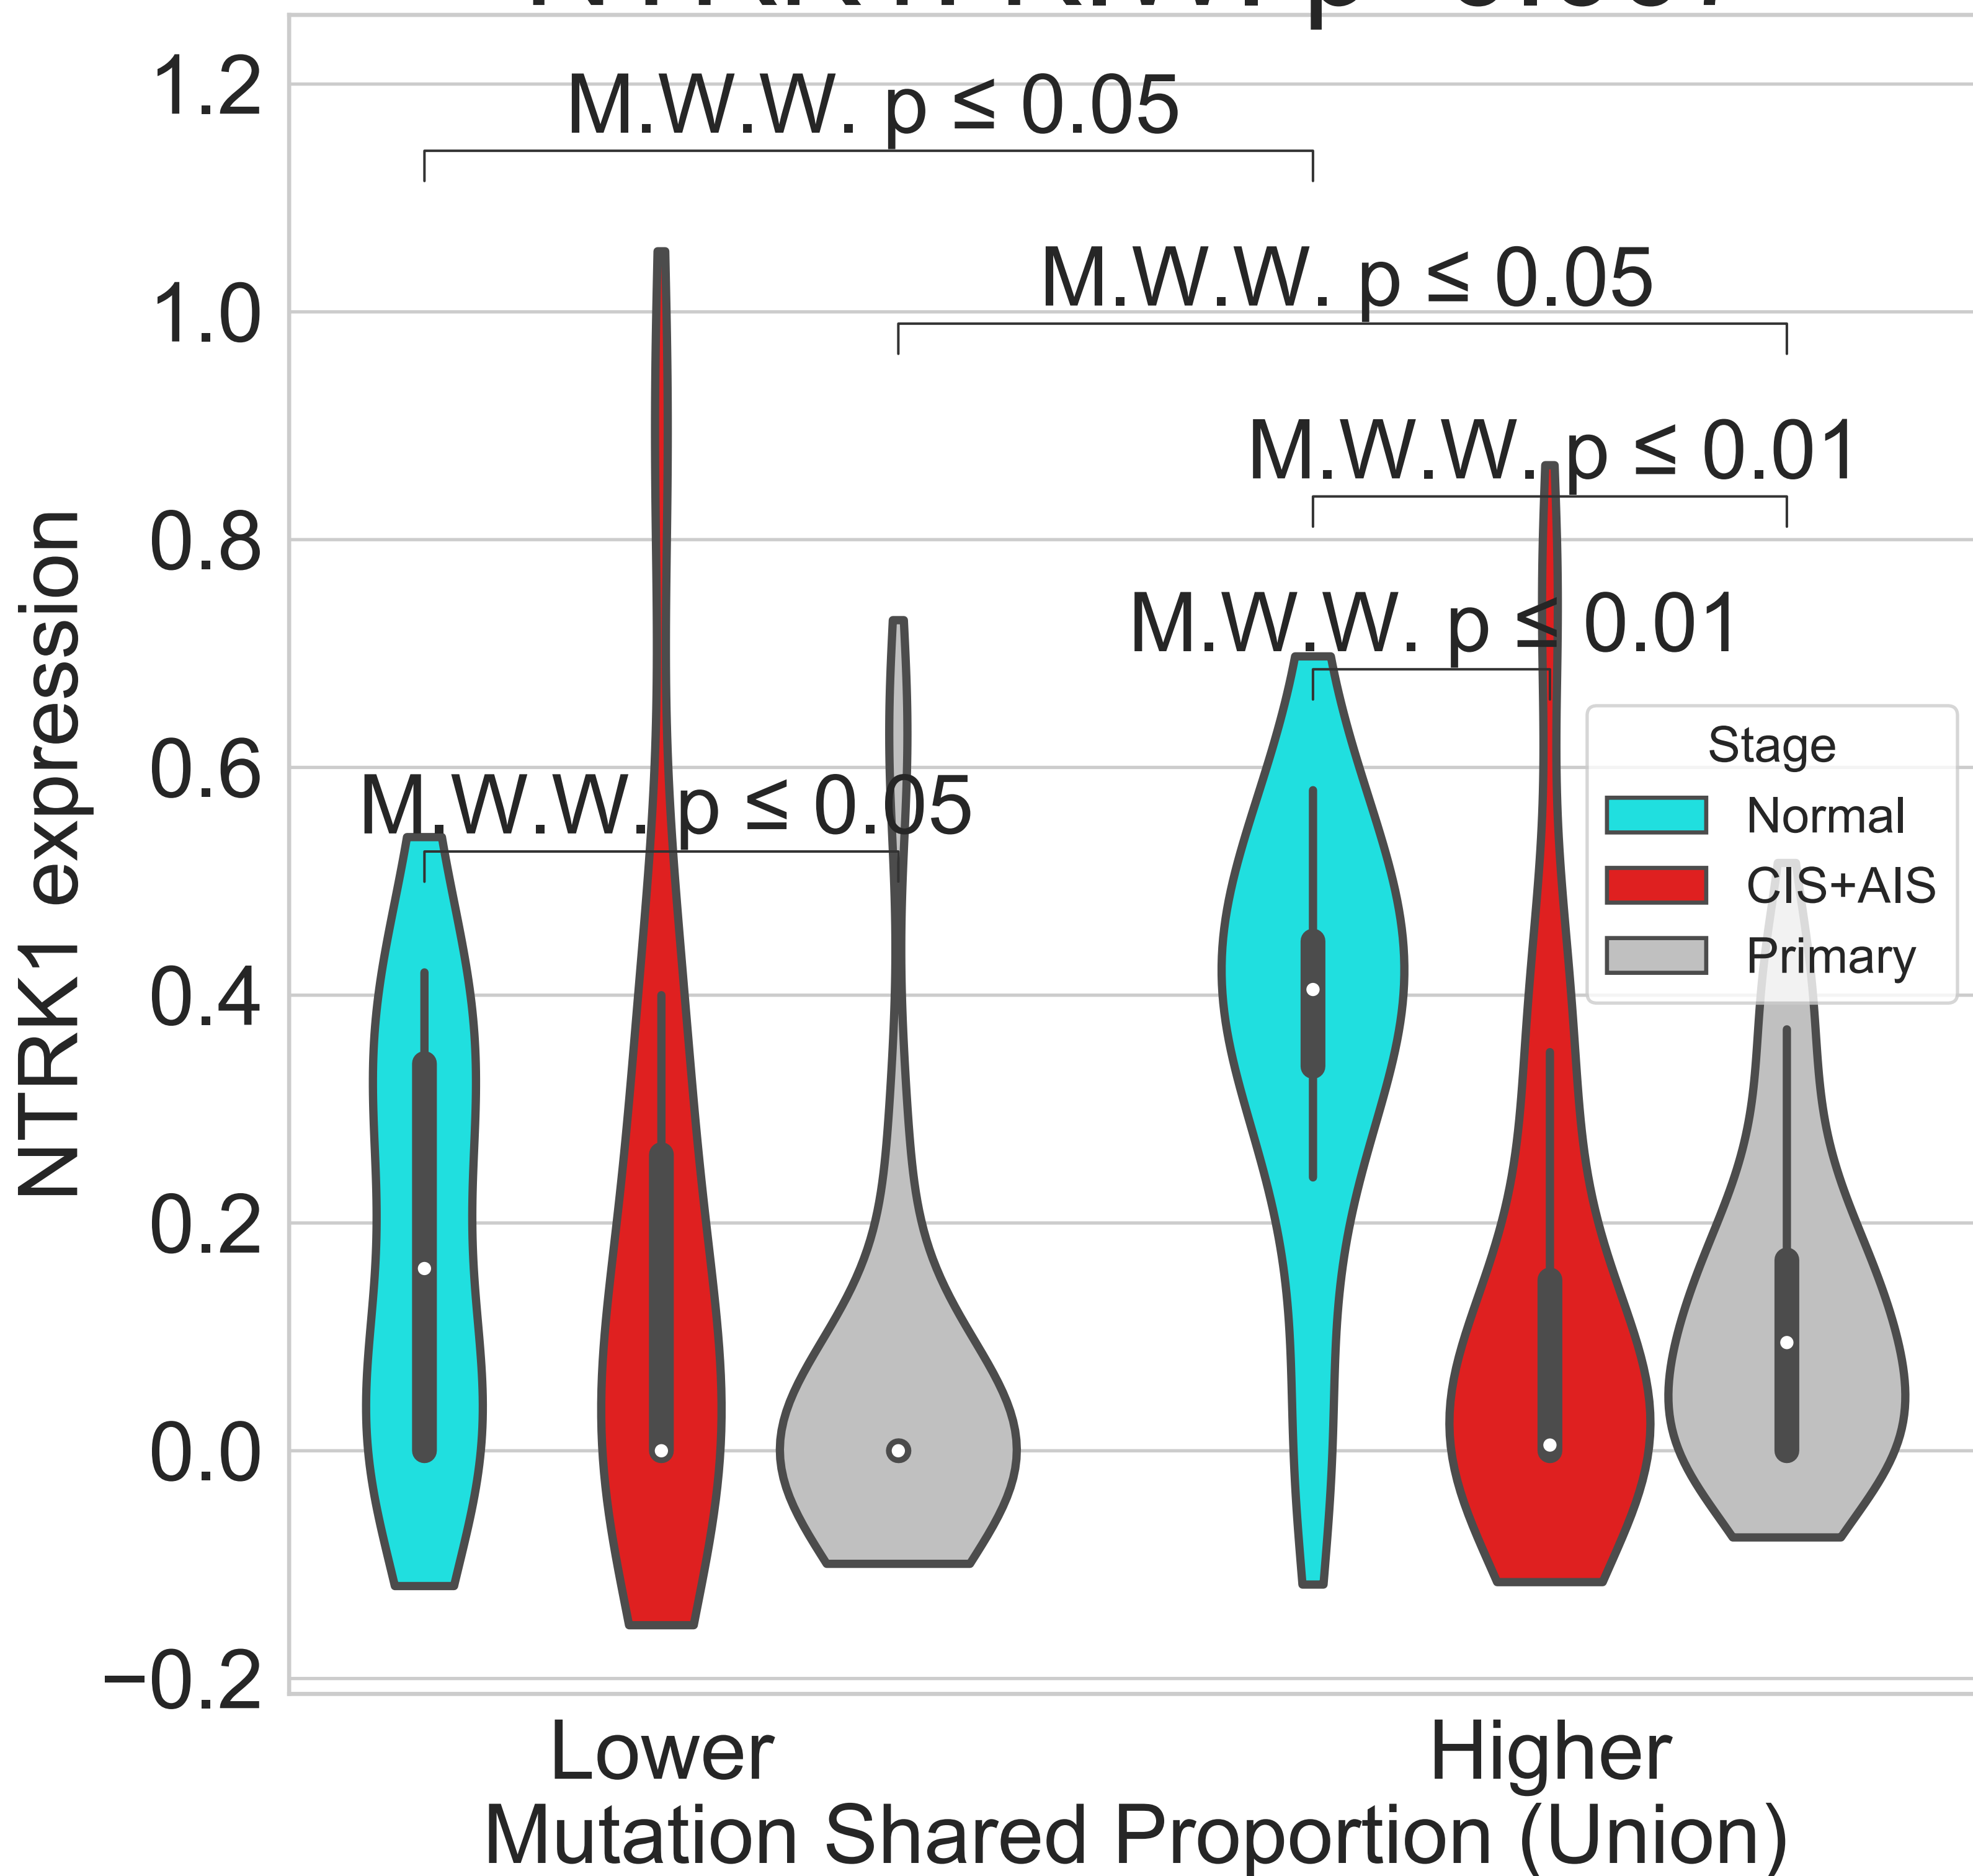 1.2
1.0
0.8
0.6
0.4
0.2
0.0
−0.2
NTRK1 expression
M.W.W. p ≤ 0.05
M.W.W. p ≤ 0.05
M.W.W. p ≤ 0.01
M.W.W. p ≤ 0.01
M.W.W. p ≤ 0.05
Stage
Normal
CIS+AIS
Primary
Lower
Higher
Mutation Shared Proportion (Union)